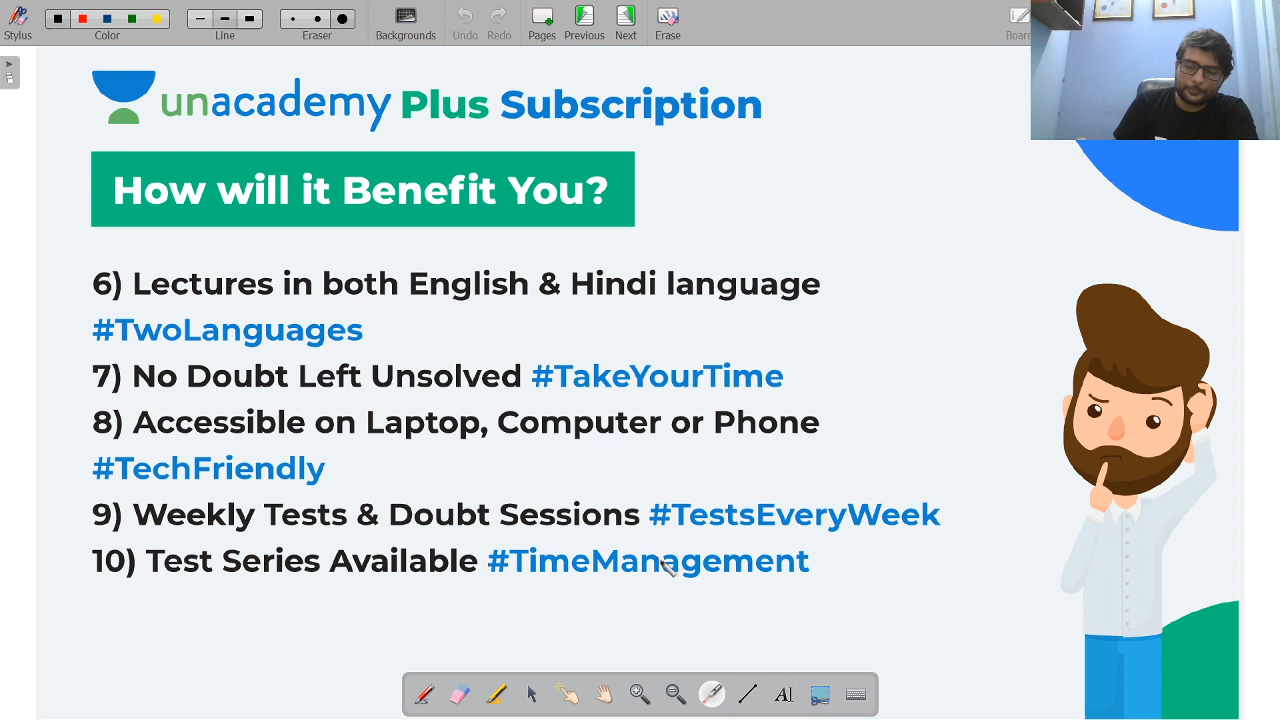 Stylus
Color
Line
Eraser
Backgrounds
Undo
Redo
Pages
Previous
Next
Erase
unacademy Plus Subscription
How will it Benefit You?
6) Lectures in both English & Hindi language
#TwoLanguages
7) No Doubt Left Unsolved #TakeYourTime
8) Accessible on Laptop, Computer or Phone
#TechFriendly
9) Weekly Tests & Doubt Sessions #TestsEveryWeek
10) Test Series Available #TimeManagement
AI